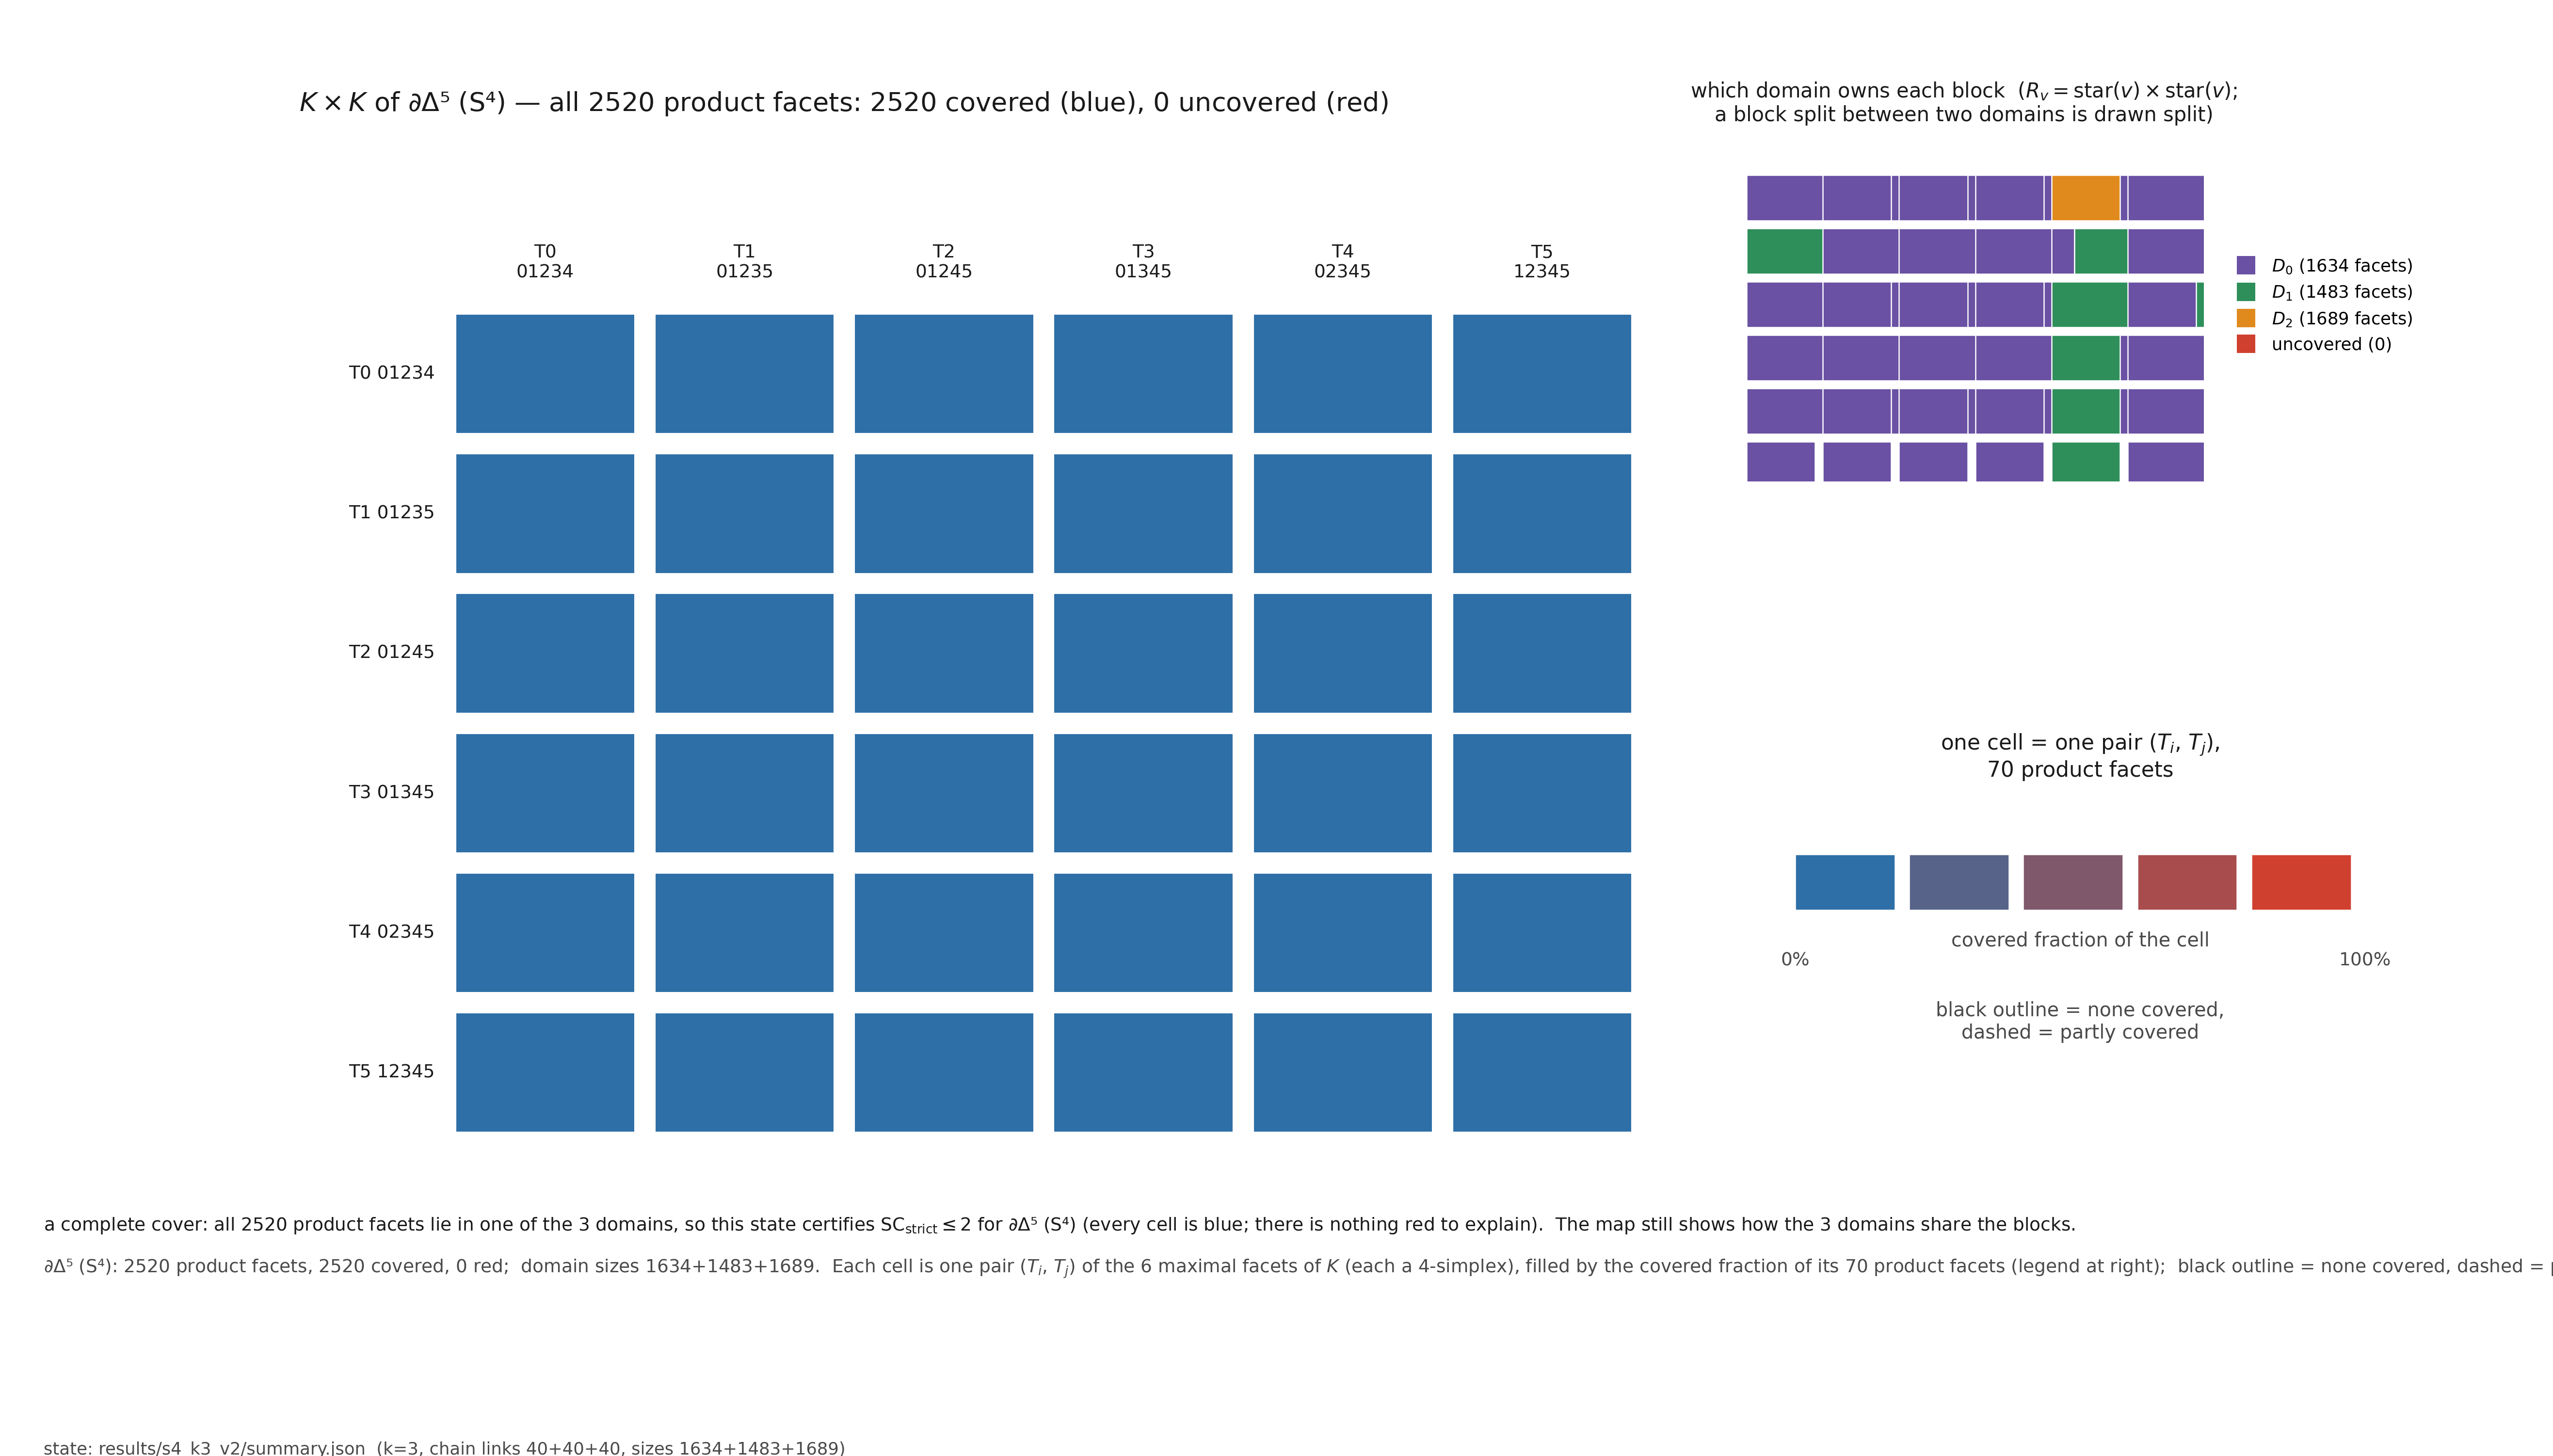 K × K of ∂Δ⁵ (S⁴) — all 2520 product facets: 2520 covered (blue), 0 uncovered (red)
which domain owns each block (Rᵥ = star(v) × star(v);
a block split between two domains is drawn split)
T0 T1 T2 T3 T4 T5
01234 01235 01245 01345 02345 12345
D₀ (1634 facets)
D₁ (1483 facets)
D₂ (1689 facets)
uncovered (0)
T0 01234
T1 01235
T2 01245
T3 01345
T4 02345
T5 12345
one cell = one pair (Tᵢ, Tⱼ),
70 product facets
covered fraction of the cell
0% 100%
black outline = none covered,
dashed = partly covered
a complete cover: all 2520 product facets lie in one of the 3 domains, so this state certifies SC_strict ≤ 2 for ∂Δ⁵ (S⁴) (every cell is blue; there is nothing red to explain). The map still shows how the 3 domains share the blocks.
∂Δ⁵ (S⁴): 2520 product facets, 2520 covered, 0 red; domain sizes 1634+1483+1689. Each cell is one pair (Tᵢ, Tⱼ) of the 6 maximal facets of K (each a 4-simplex), filled by the covered fraction of its 70 product facets (legend at right); black outline = none covered, dashed =
state: results/s4_k3_v2/summary.json (k=3, chain links 40+40+40, sizes 1634+1483+1689)